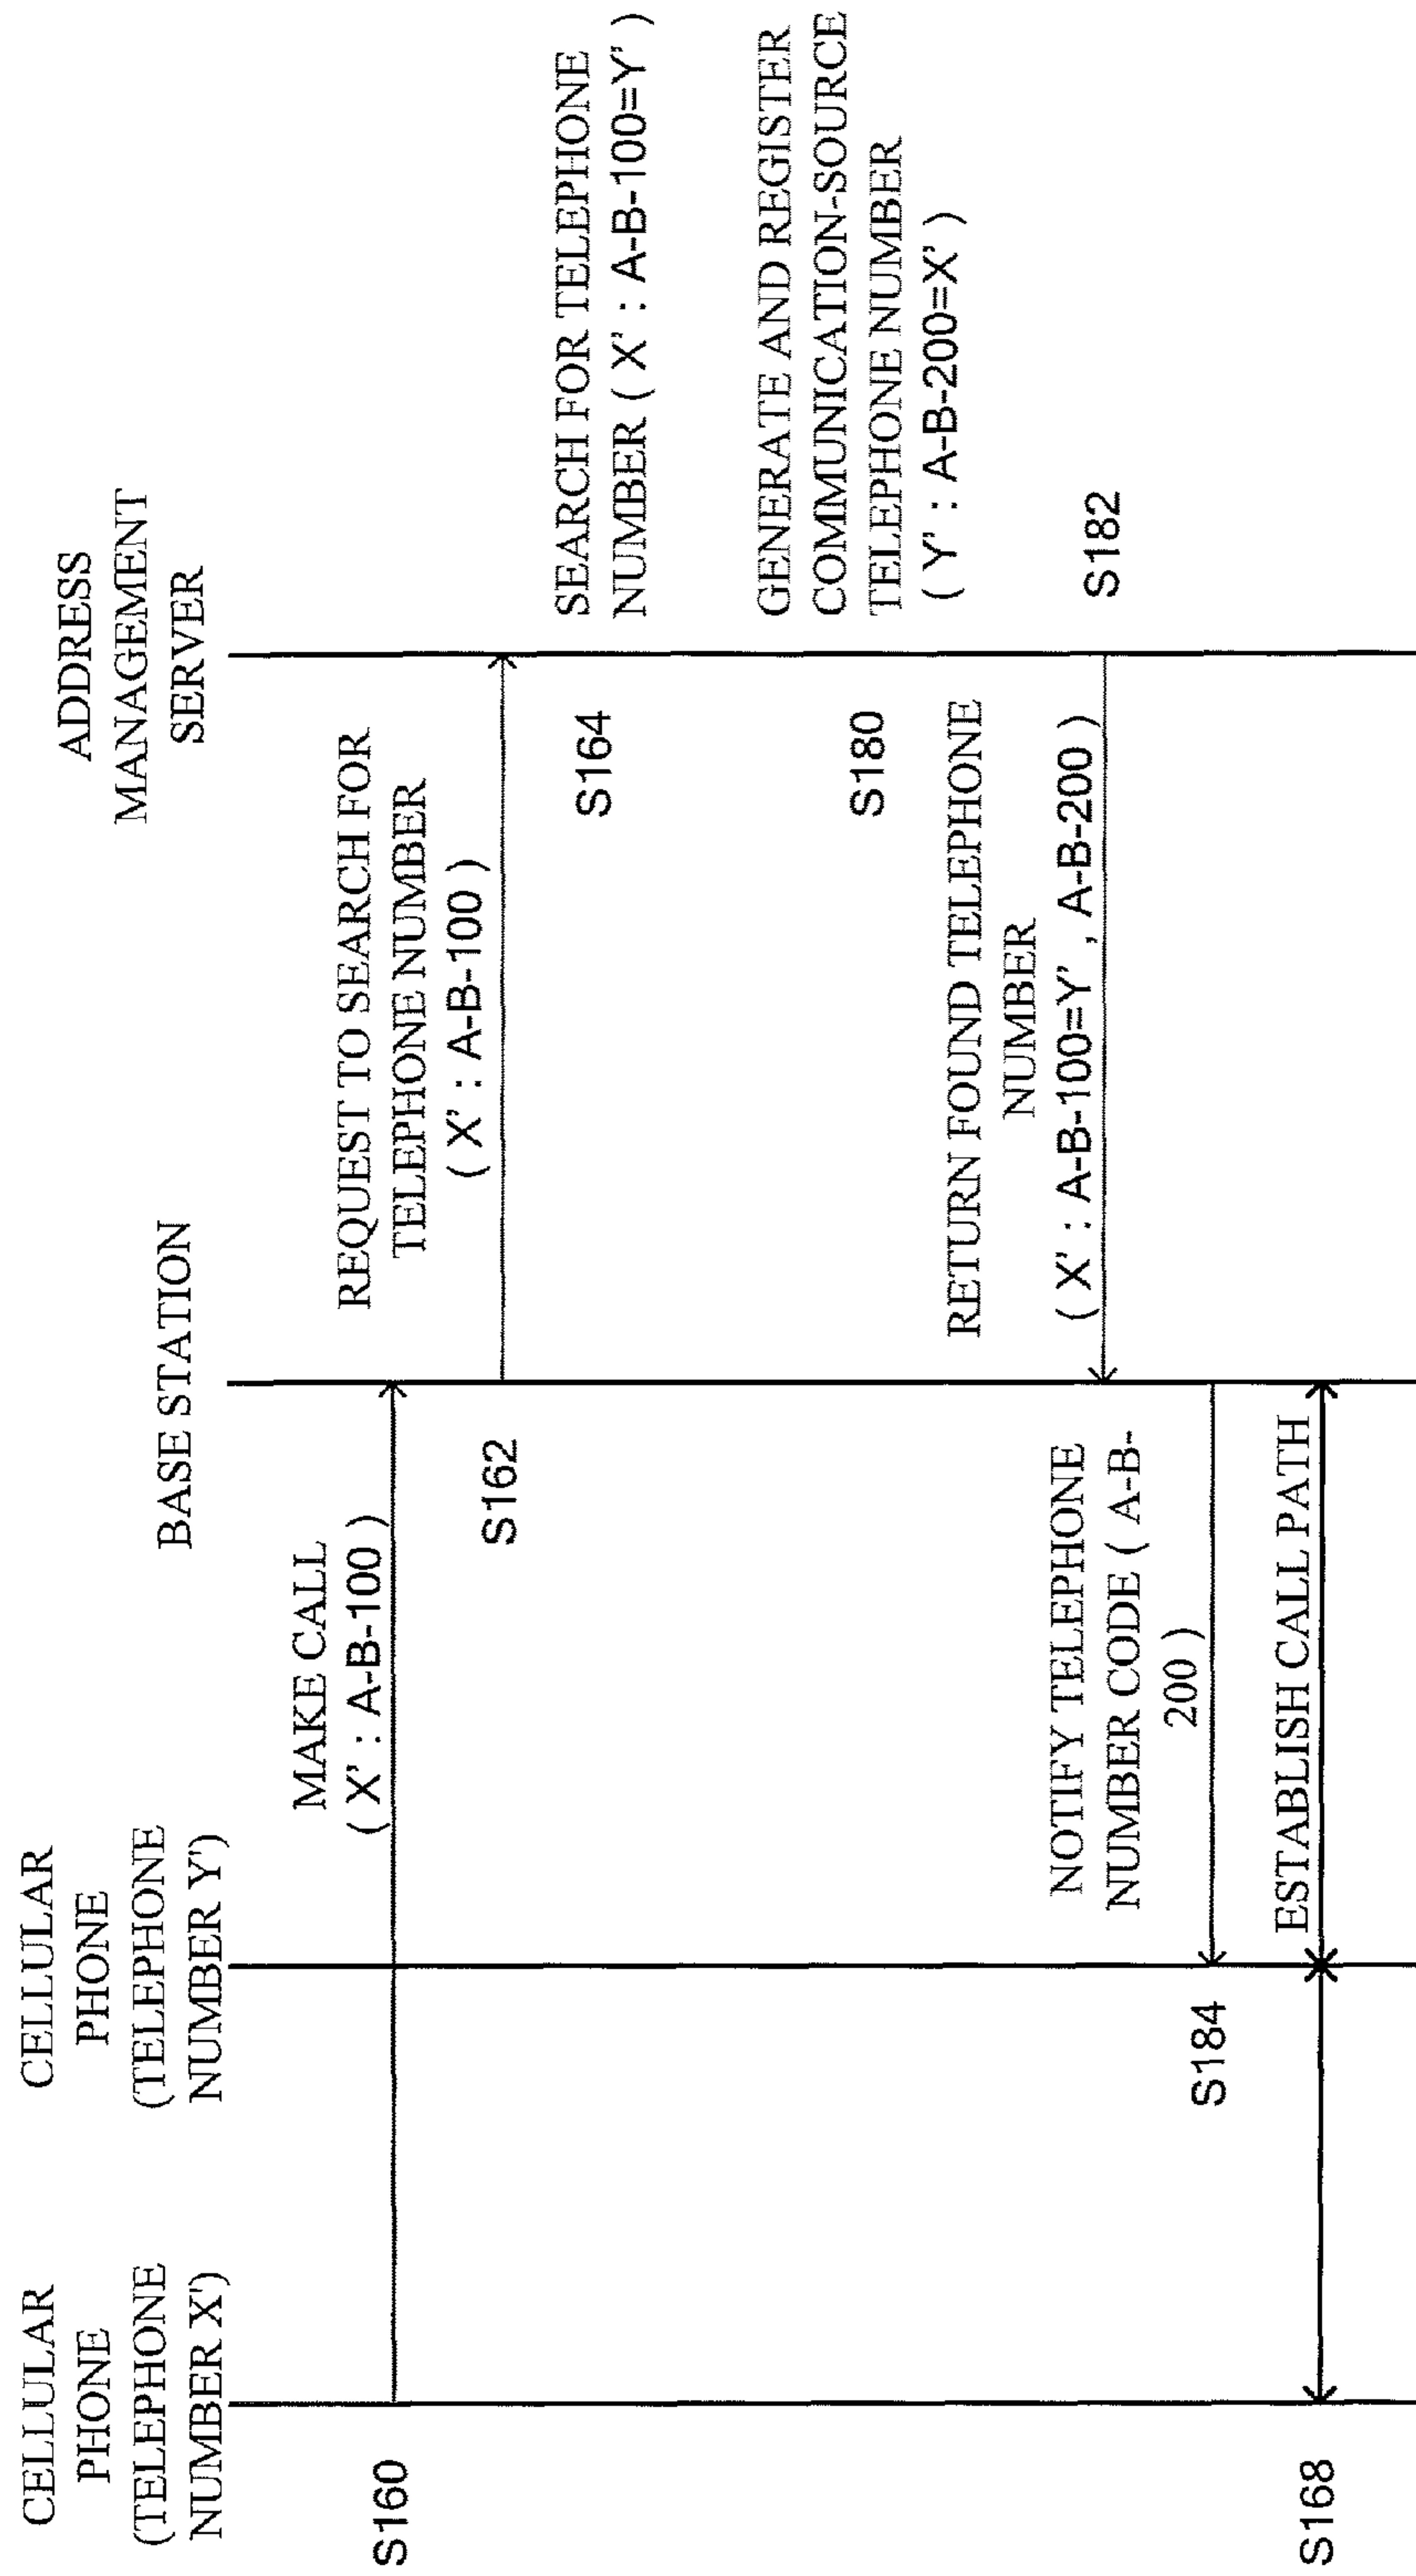 CELLULAR
PHONE
(TELEPHONE
NUMBER X')
CELLULAR
PHONE
(TELEPHONE
NUMBER Y')
BASE STATION
ADDRESS
MANAGEMENT
SERVER
S160
MAKE CALL
( X' : A-B-100 )
S162
REQUEST TO SEARCH FOR
TELEPHONE NUMBER
( X' : A-B-100 )
S164
SEARCH FOR TELEPHONE
NUMBER ( X' : A-B-100=Y' )
S180
GENERATE AND REGISTER
COMMUNICATION-SOURCE
TELEPHONE NUMBER
( Y' : A-B-200=X' )
RETURN FOUND TELEPHONE
NUMBER
( X' : A-B-100=Y' , A-B-200 )
S182
NOTIFY TELEPHONE
NUMBER CODE ( A-B-
200 )
S184
ESTABLISH CALL PATH
S168